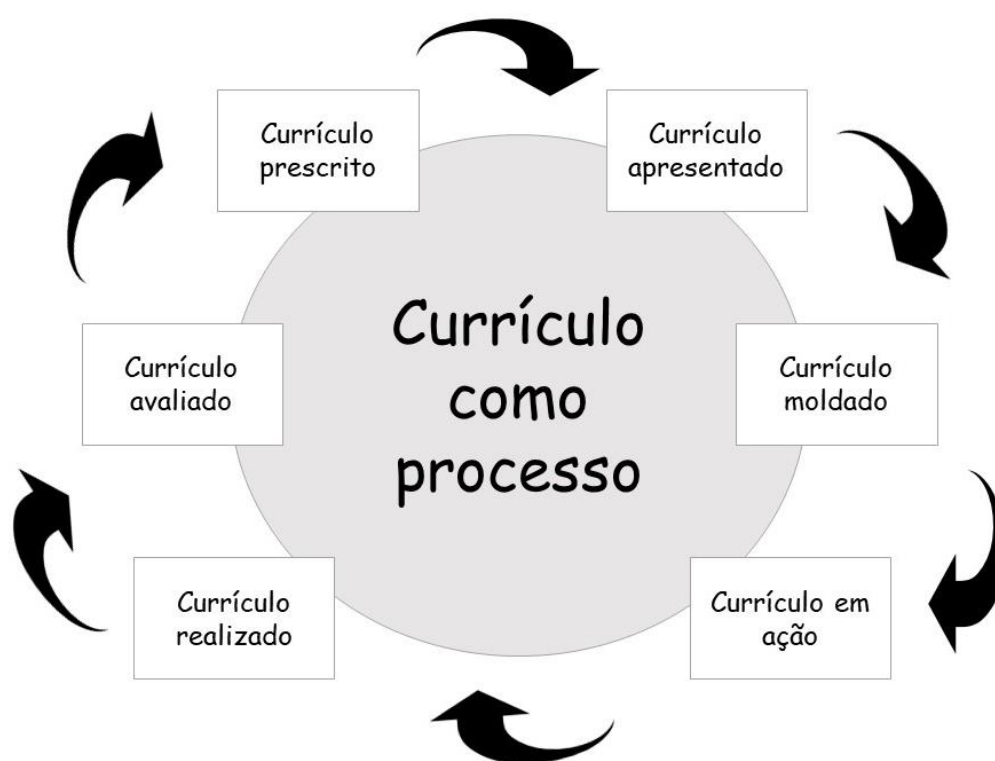 Currículo
prescrito
Currículo
apresentado
Currículo
moldado
Currículo em
ação
Currículo
realizado
Currículo
avaliado
Currículo
como
processo